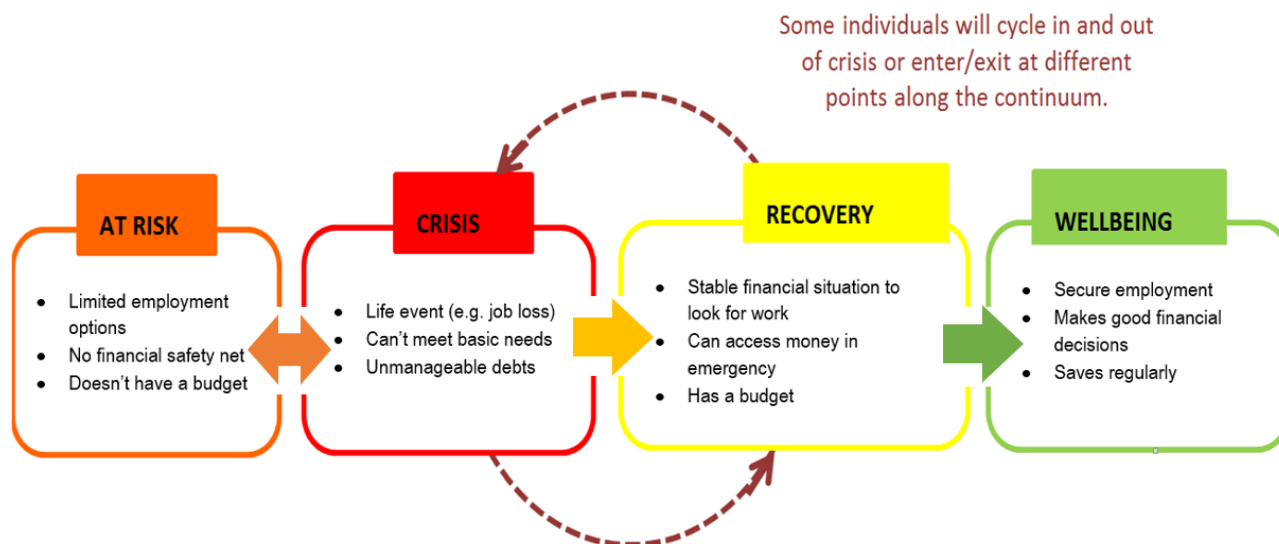 Some individuals will cycle in and out
of crisis or enter/exit at different
points along the continuum.
AT RISK
• Limited employment
options
• No financial safety net
• Doesn't have a budget
CRISIS
• Life event (e.g. job loss)
• Can't meet basic needs
• Unmanageable debts
RECOVERY
• Stable financial situation to
look for work
• Can access money in
emergency
• Has a budget
WELLBEING
• Secure employment
• Makes good financial
decisions
• Saves regularly